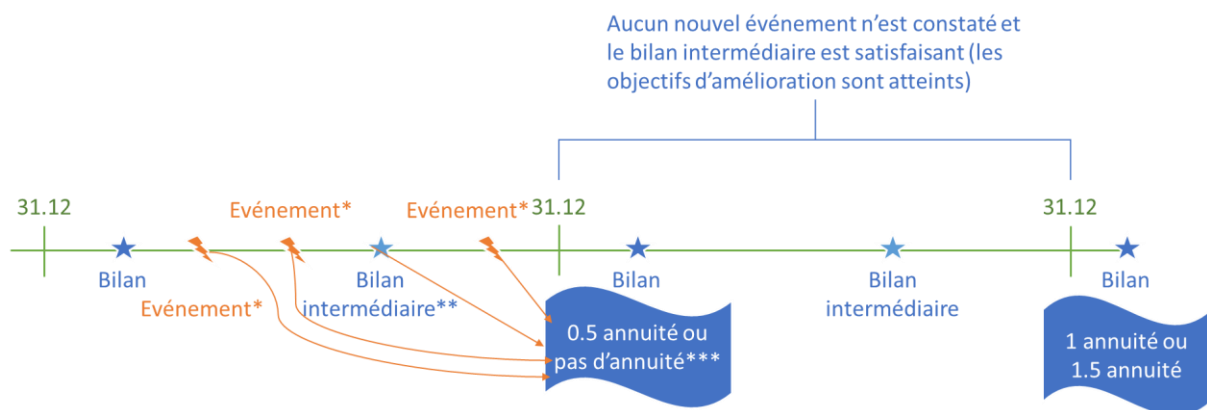 Aucun nouvel événement n’est constaté et
le bilan intermédiaire est satisfaisant (les
objectifs d’amélioration sont atteints)
31.12
Evénement*
Evénement*
31.12
31.12
Bilan
Evénement*
Bilan
intermédiaire**
Bilan
Bilan
intermédiaire
Bilan
0.5 annuité ou
pas d’annuité***
1 annuité ou
1.5 annuité